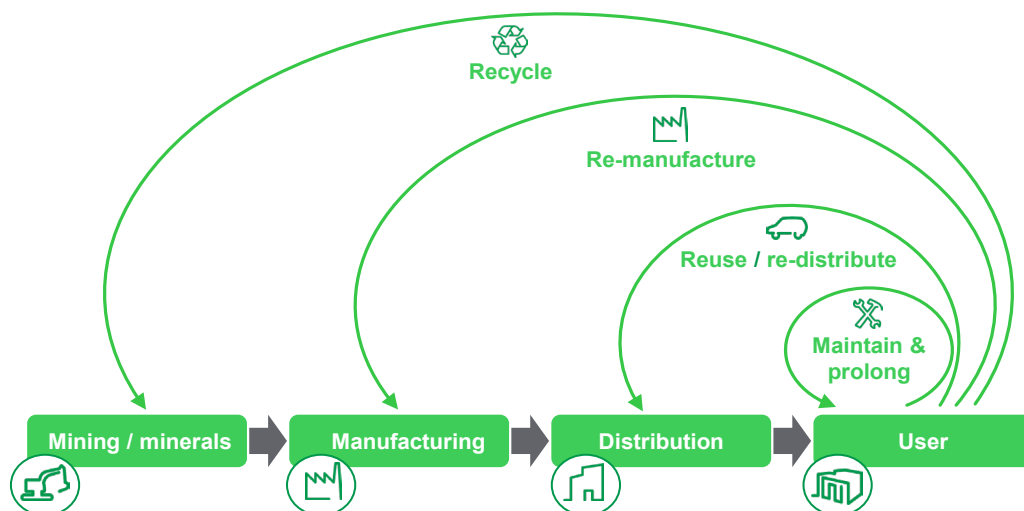 Recycle
Re-manufacture
Reuse / re-distribute
Maintain &
prolong
Mining / minerals
Manufacturing
Distribution
User